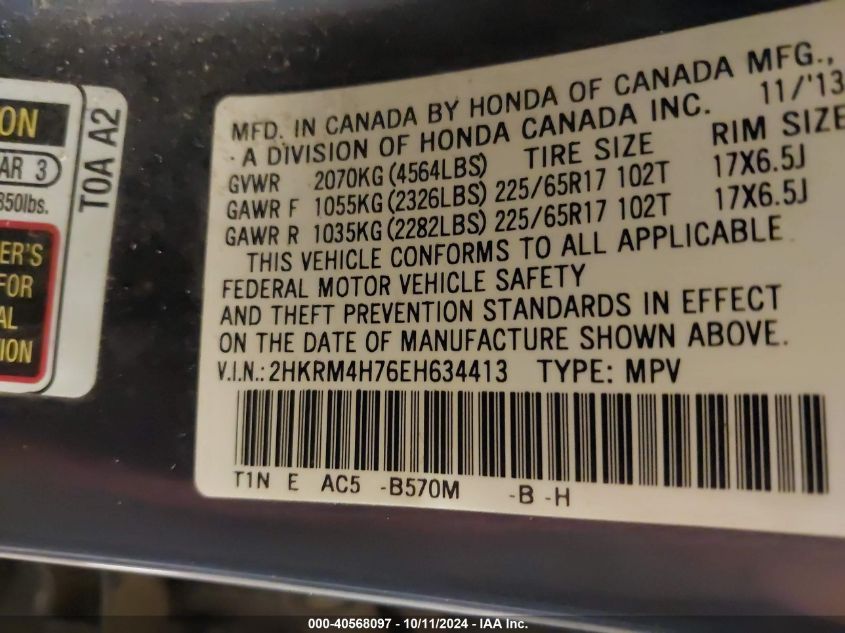 ON
AR 3
350lbs.
ER'S
FOR
AL
ION
T0A A2
MFD. IN CANADA BY HONDA OF CANADA MFG.,
A DIVISION OF HONDA CANADA INC. 11/'13
TIRE SIZE RIM SIZE
GVWR 2070KG (4564LBS)
GAWR F 1055KG (2326LBS) 225/65R17 102T 17X6.5J
GAWR R 1035KG (2282LBS) 225/65R17 102T 17X6.5J
THIS VEHICLE CONFORMS TO ALL APPLICABLE
FEDERAL MOTOR VEHICLE SAFETY
AND THEFT PREVENTION STANDARDS IN EFFECT
ON THE DATE OF MANUFACTURE SHOWN ABOVE.
V.I.N.: 2HKRM4H76EH634413 TYPE: MPV
T1N E AC5 -B570M -B -H
000-40568097 - 10/11/2024 - IAA Inc.